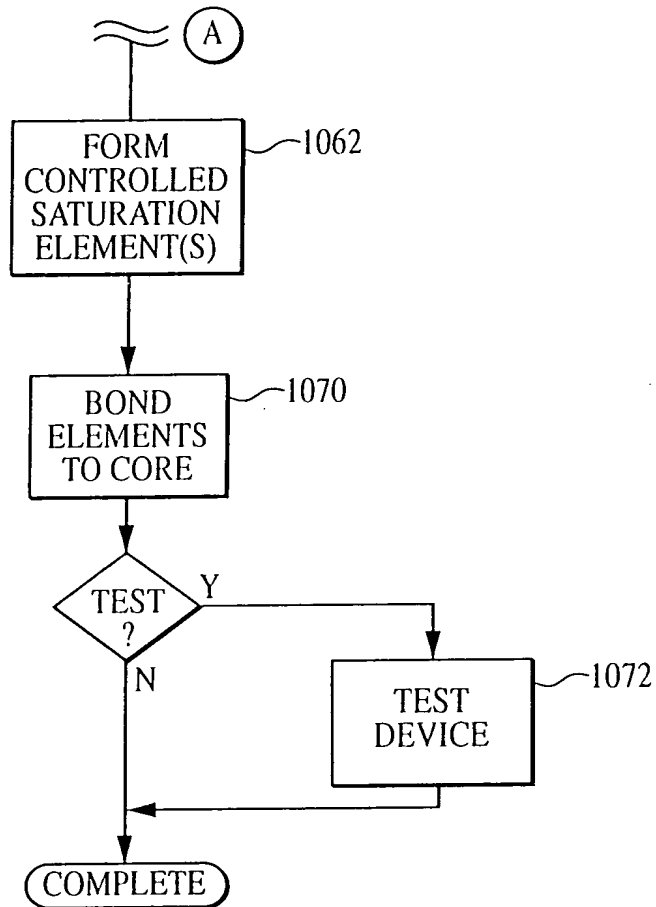 A
FORM
CONTROLLED
SATURATION
ELEMENT(S)
1062
BOND
ELEMENTS
TO CORE
1070
TEST
?
Y
N
TEST
DEVICE
1072
COMPLETE